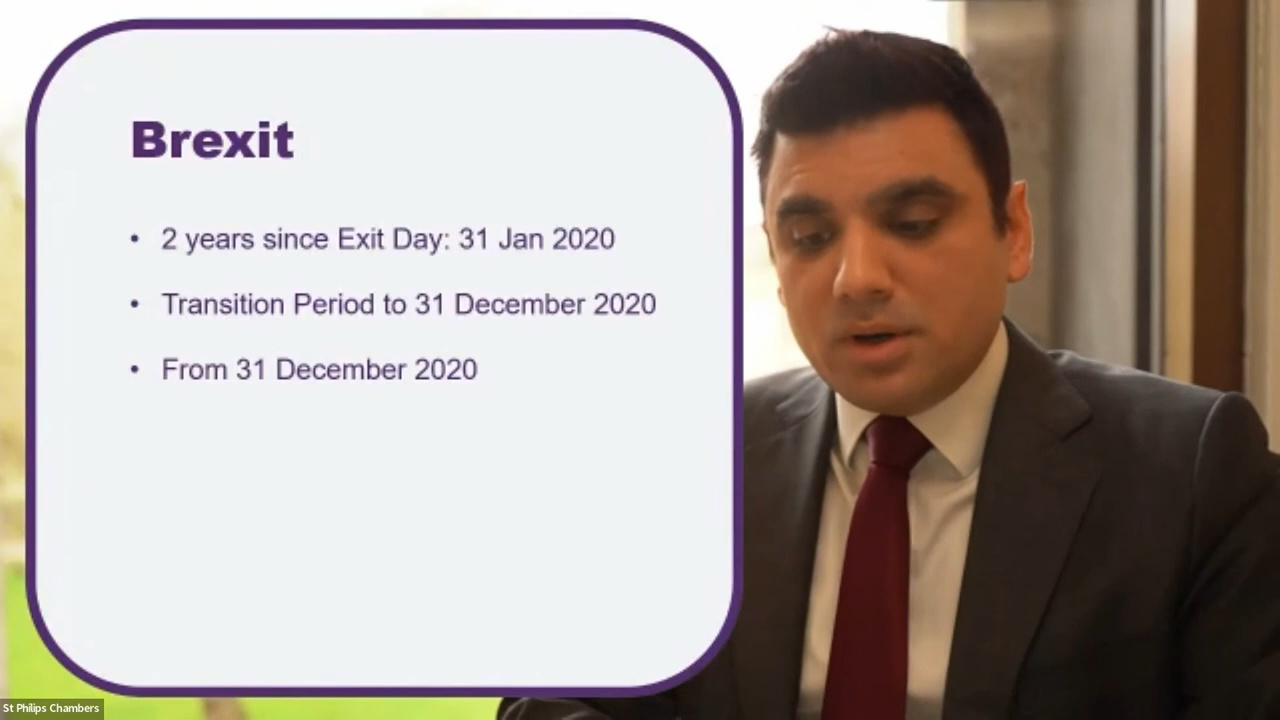 Brexit
• 2 years since Exit Day: 31 Jan 2020
• Transition Period to 31 December 2020
• From 31 December 2020
St Philips Chambers